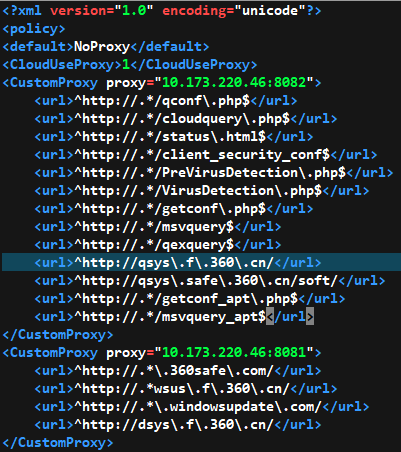 <?xml version="1.0" encoding="unicode"?>
<policy>
<default>NoProxy</default>
<CloudUseProxy>1</CloudUseProxy>
<CustomProxy proxy="10.173.220.46:8082">
    <url>^http://.*/qconf\.php$</url>
    <url>^http://.*/cloudquery\.php$</url>
    <url>^http://.*/status\.html$</url>
    <url>^http://.*/client_security_conf$</url>
    <url>^http://.*/PreVirusDetection\.php$</url>
    <url>^http://.*/VirusDetection\.php$</url>
    <url>^http://.*/getconf\.php$</url>
    <url>^http://.*/msvquery$</url>
    <url>^http://.*/qexquery$</url>
    <url>^http://qsys\.f\.360\.cn/</url>
    <url>^http://qsys\.safe\.360\.cn/soft/</url>
    <url>^http://.*/getconf_apt\.php$</url>
    <url>^http://.*/msvquery_apt$</url>
</CustomProxy>
<CustomProxy proxy="10.173.220.46:8081">
    <url>^http://.*\.360safe\.com/</url>
    <url>^http://.*wsus\.f\.360\.cn/</url>
    <url>^http://.*\.windowsupdate\.com/</url>
    <url>^http://dsys\.f\.360\.cn/</url>
</CustomProxy>